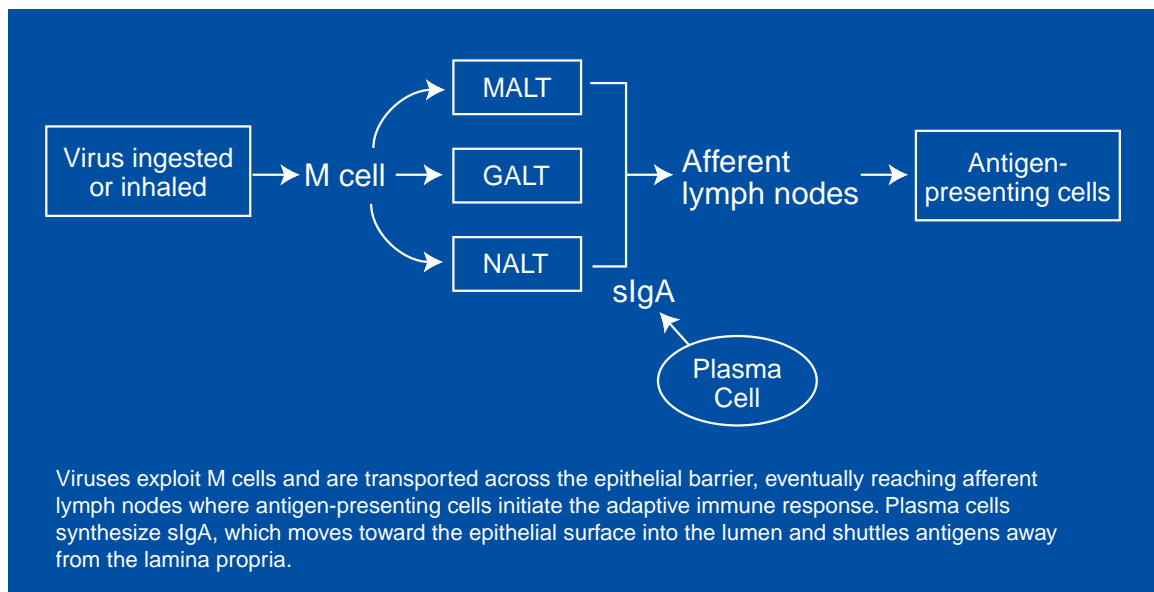 MALT
Virus ingested
or inhaled
M cell
GALT
Afferent
lymph nodes
Antigen-
presenting cells
NALT
sIgA
Plasma
Cell
Viruses exploit M cells and are transported across the epithelial barrier, eventually reaching afferent
lymph nodes where antigen-presenting cells initiate the adaptive immune response. Plasma cells
synthesize sIgA, which moves toward the epithelial surface into the lumen and shuttles antigens away
from the lamina propria.